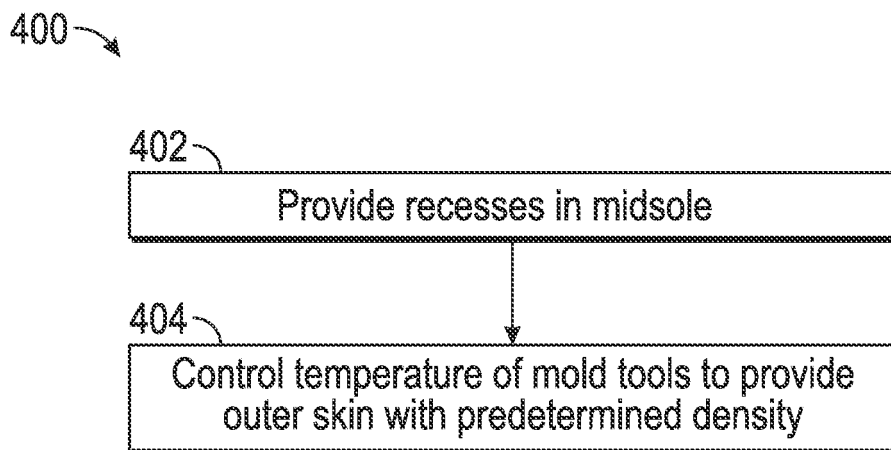 400
402
Provide recesses in midsole
404
Control temperature of mold tools to provide
outer skin with predetermined density